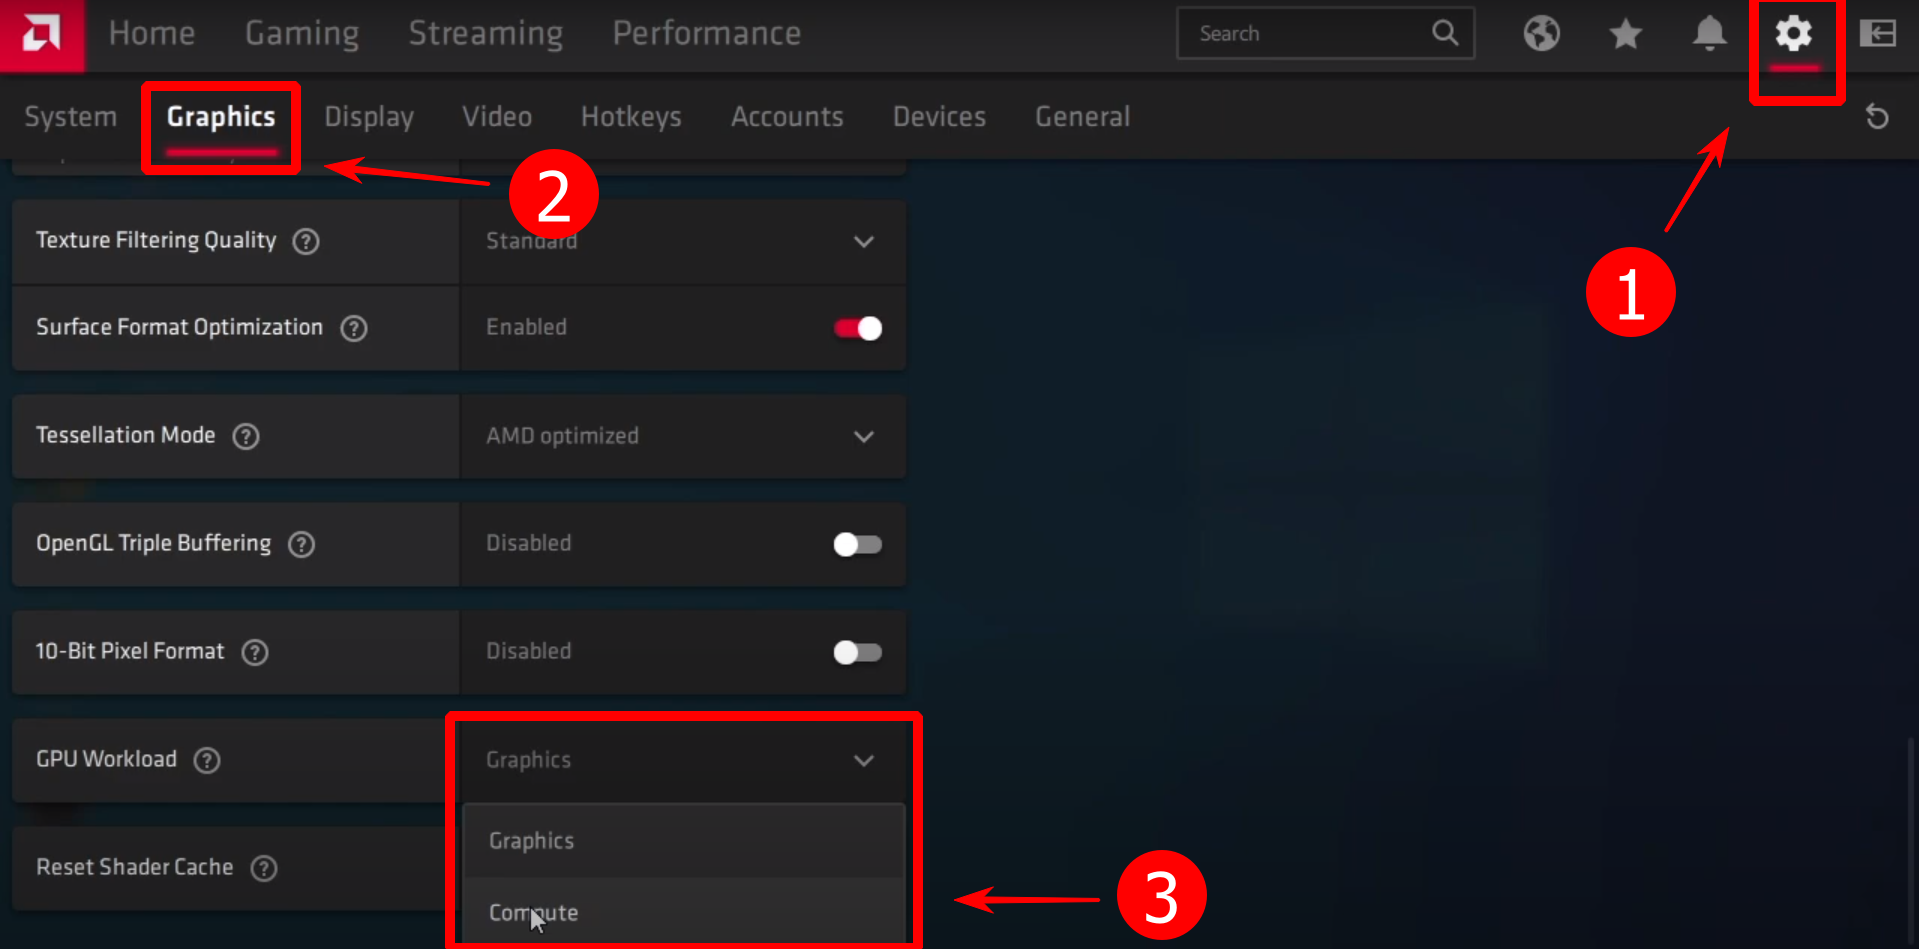 Home Gaming Streaming Performance Search
System Graphics Display Video Hotkeys Accounts Devices General
2
Texture Filtering Quality ? Standard
1
Surface Format Optimization ? Enabled
Tessellation Mode ? AMD optimized
OpenGL Triple Buffering ? Disabled
10-Bit Pixel Format ? Disabled
GPU Workload ? Graphics
Graphics
Reset Shader Cache ?
Compute
3